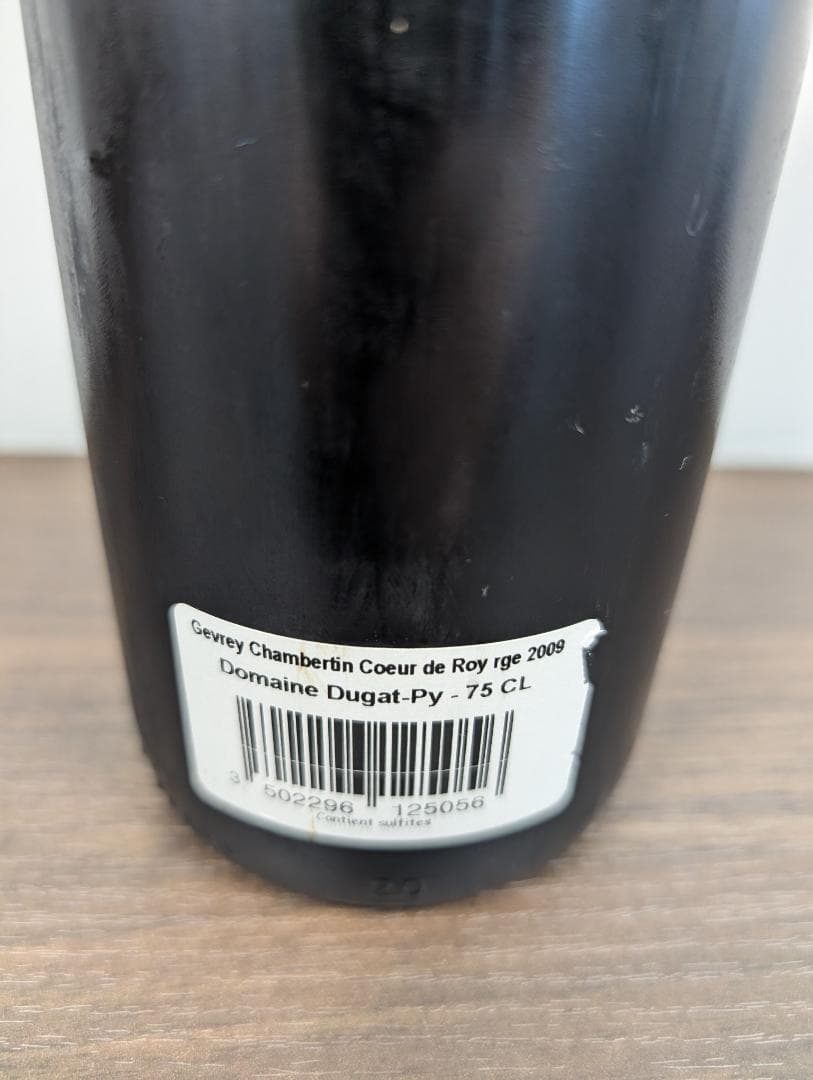 Gevrey Chambertin Coeur de Roy rge 2009
Domaine Dugat-Py - 75 CL
3 502296 125056
Contient sulfites